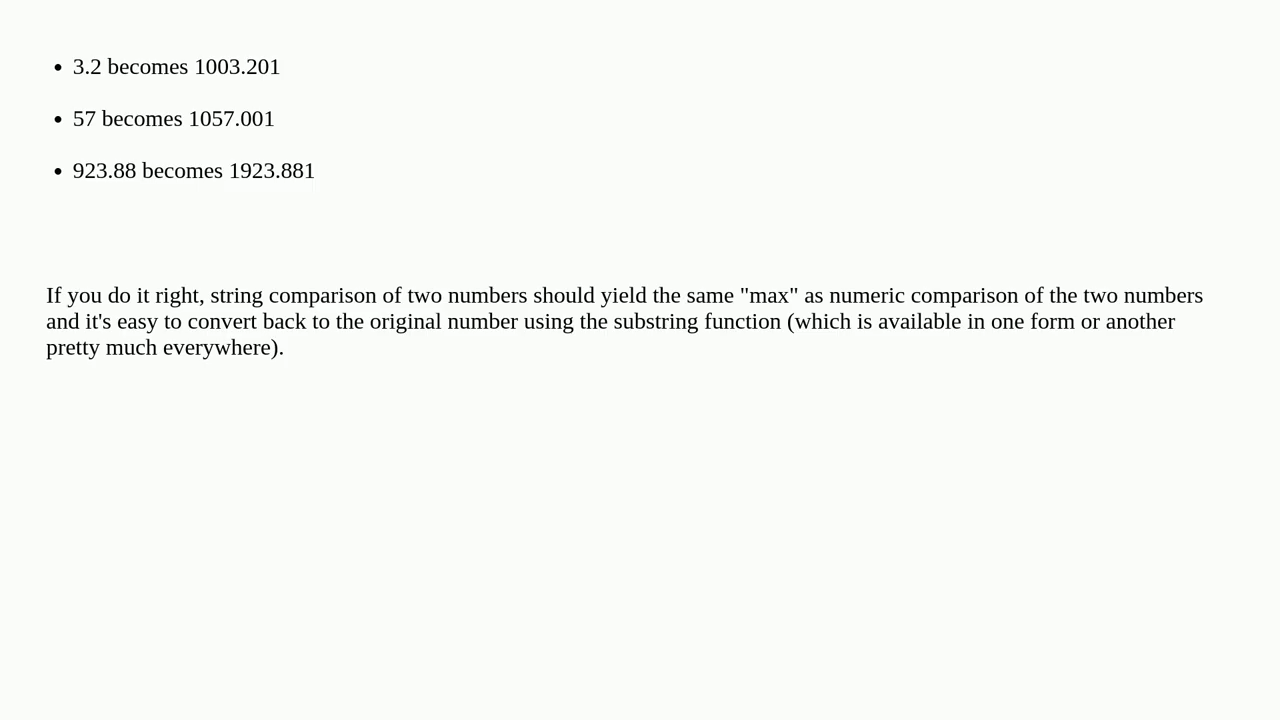 • 3.2 becomes 1003.201
• 57 becomes 1057.001
• 923.88 becomes 1923.881
If you do it right, string comparison of two numbers should yield the same "max" as numeric comparison of the two numbers
and it's easy to convert back to the original number using the substring function (which is available in one form or another
pretty much everywhere).